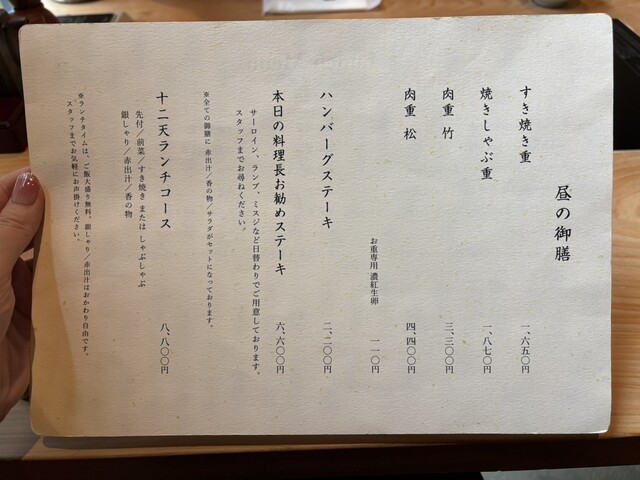 昼の御膳
すき焼き重 一、六五〇円
焼きしゃぶ重 一、八七〇円
肉重 竹 三、三〇〇円
肉重 松 四、四〇〇円
お重専用 濃紅生卵 一一〇円
ハンバーグステーキ 二、二〇〇円
本日の料理長お勧めステーキ 六、六〇〇円
サーロイン、ランプ、ミスジなど日替わりでご用意しております。
スタッフまでお尋ねください。
※全ての御膳に 赤出汁/香の物/サラダがセットになっております。
十二天ランチコース 八、八〇〇円
先付/前菜/すき焼き または しゃぶしゃぶ
銀しゃり/赤出汁/香の物
※ランチタイムは、ご飯大盛り無料。銀しゃり/赤出汁はおかわり自由です。
スタッフまでお気軽にお声掛けください。